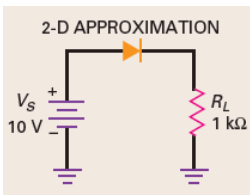 2-D APPROXIMATION
+
V_S
10 V
−
R_L
1 kΩ